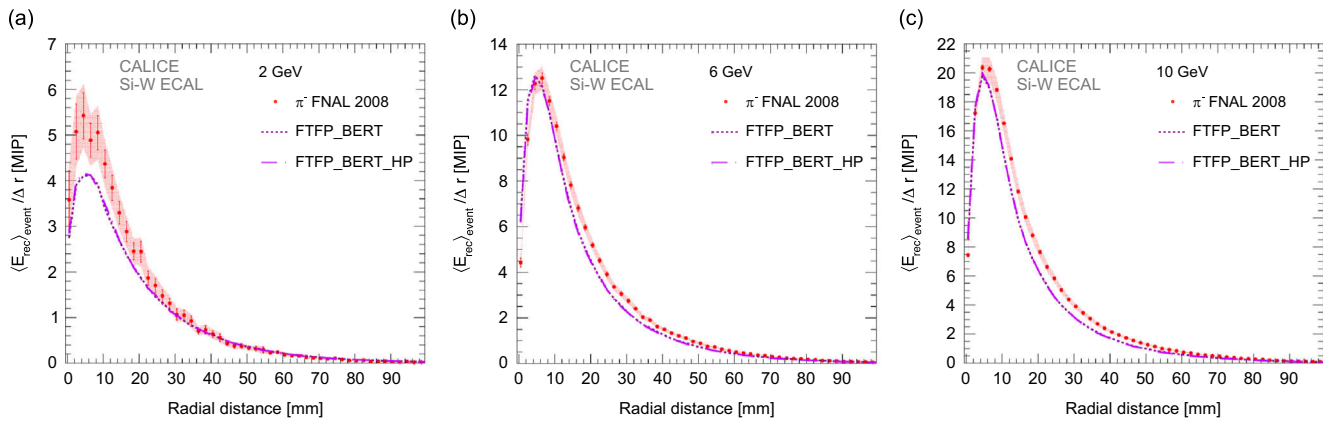 (a)
7
6
5
4
3
2
1
0
⟨E_rec⟩_event /Δ r [MIP]
CALICE
Si-W ECAL
2 GeV
π⁻ FNAL 2008
FTFP_BERT
FTFP_BERT_HP
0 10 20 30 40 50 60 70 80 90
Radial distance [mm]
(b)
14
12
10
8
6
4
2
0
⟨E_rec⟩_event /Δ r [MIP]
CALICE
Si-W ECAL
6 GeV
π⁻ FNAL 2008
FTFP_BERT
FTFP_BERT_HP
0 10 20 30 40 50 60 70 80 90
Radial distance [mm]
(c)
22
20
18
16
14
12
10
8
6
4
2
0
⟨E_rec⟩_event /Δ r [MIP]
CALICE
Si-W ECAL
10 GeV
π⁻ FNAL 2008
FTFP_BERT
FTFP_BERT_HP
0 10 20 30 40 50 60 70 80 90
Radial distance [mm]